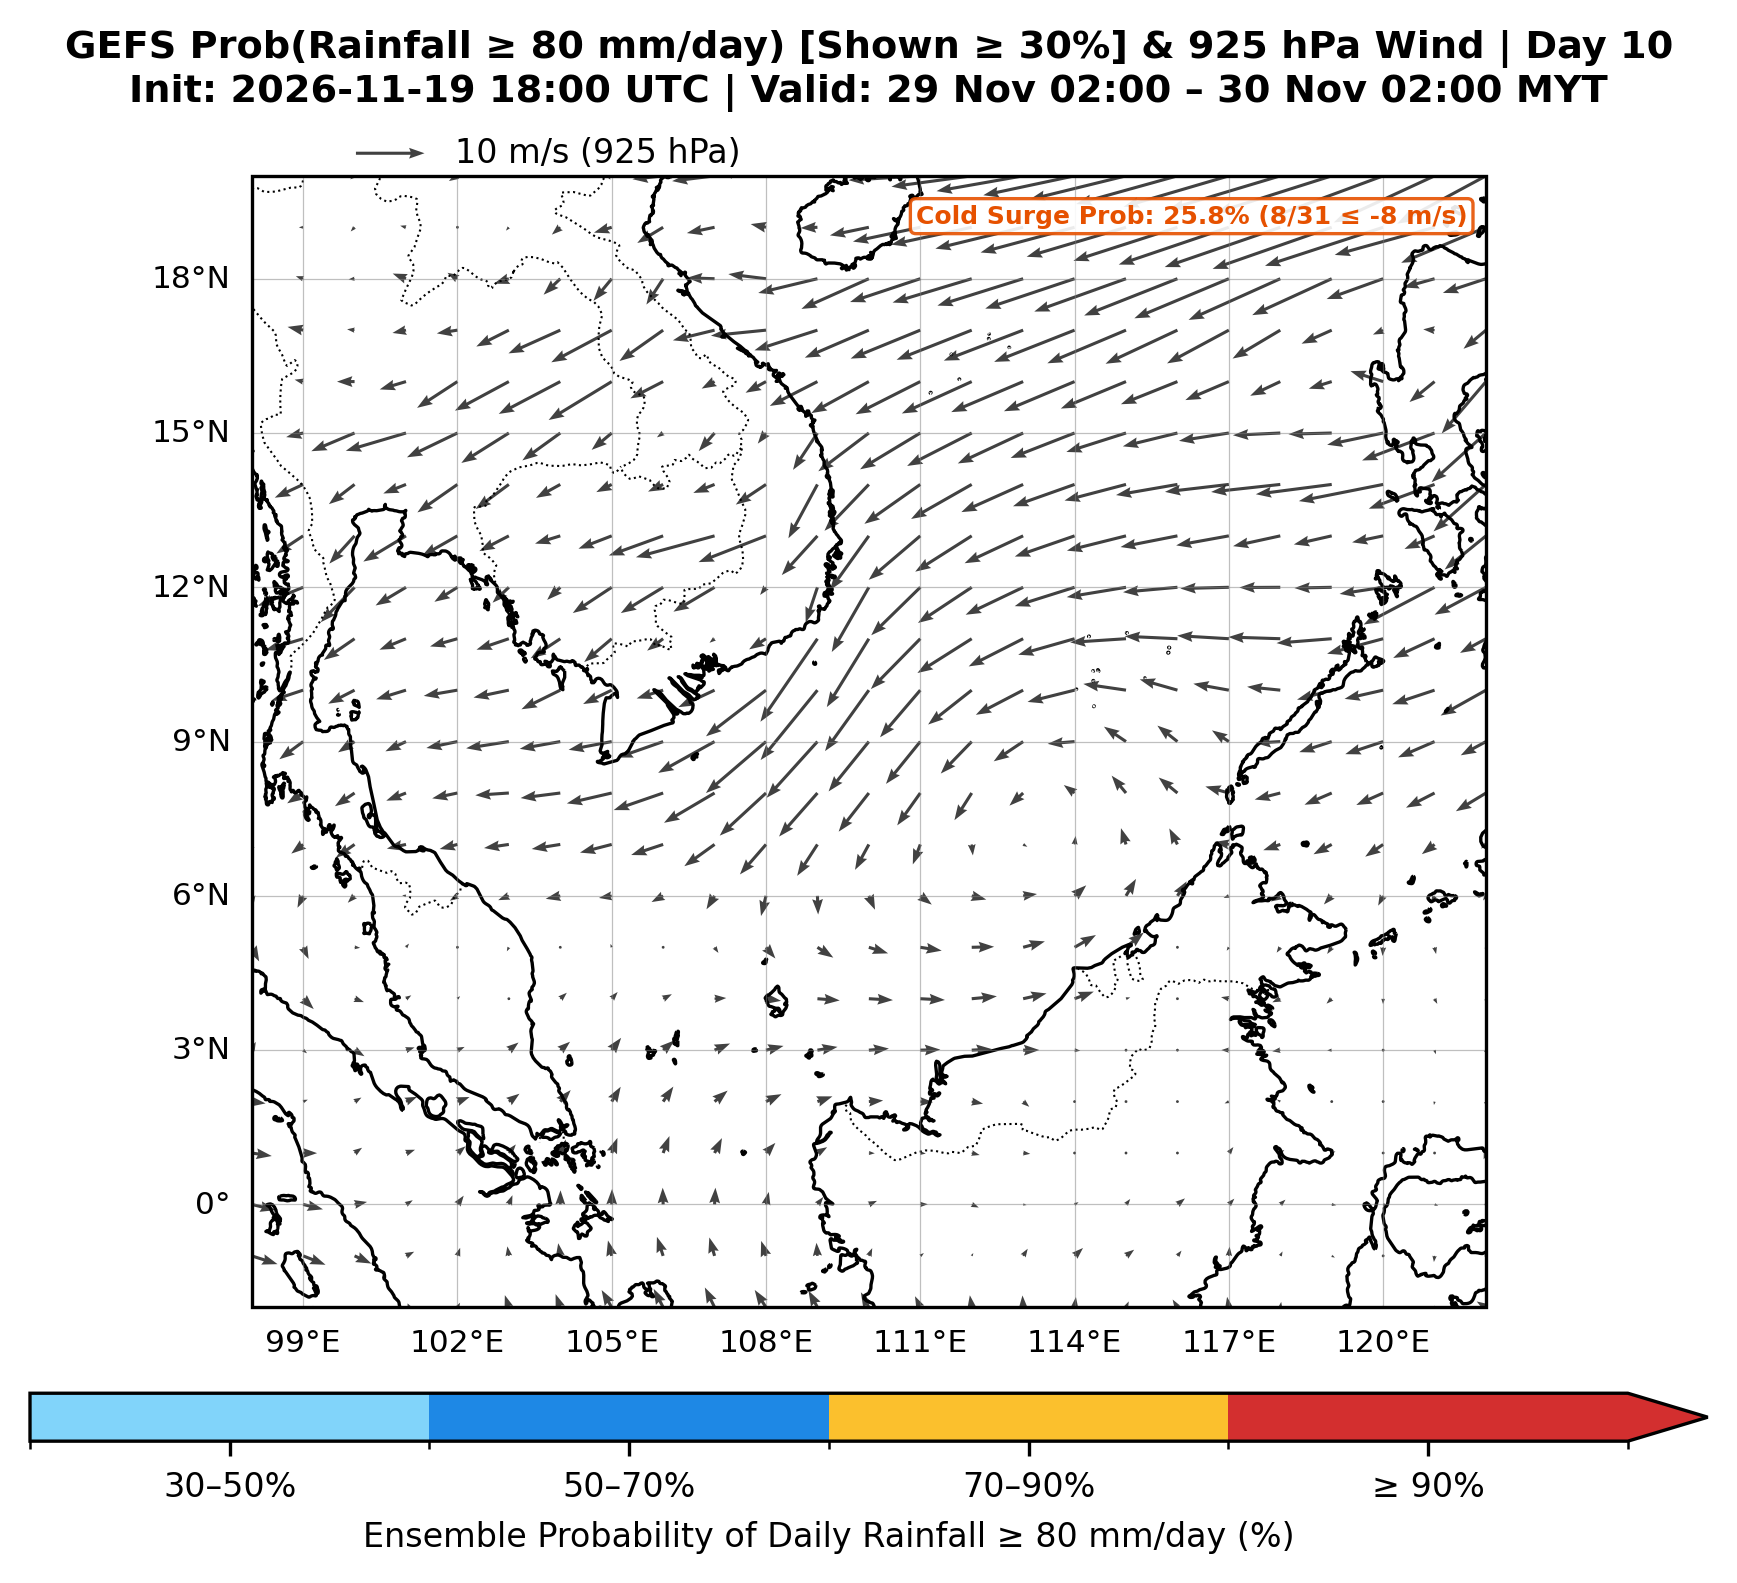 GEFS Prob(Rainfall ≥ 80 mm/day) [Shown ≥ 30%] & 925 hPa Wind | Day 10
Init: 2026-11-19 18:00 UTC | Valid: 29 Nov 02:00 – 30 Nov 02:00 MYT
10 m/s (925 hPa)
Cold Surge Prob: 25.8% (8/31 ≤ -8 m/s)
18°N
15°N
12°N
9°N
6°N
3°N
0°
99°E 102°E 105°E 108°E 111°E 114°E 117°E 120°E
30–50% 50–70% 70–90% ≥ 90%
Ensemble Probability of Daily Rainfall ≥ 80 mm/day (%)